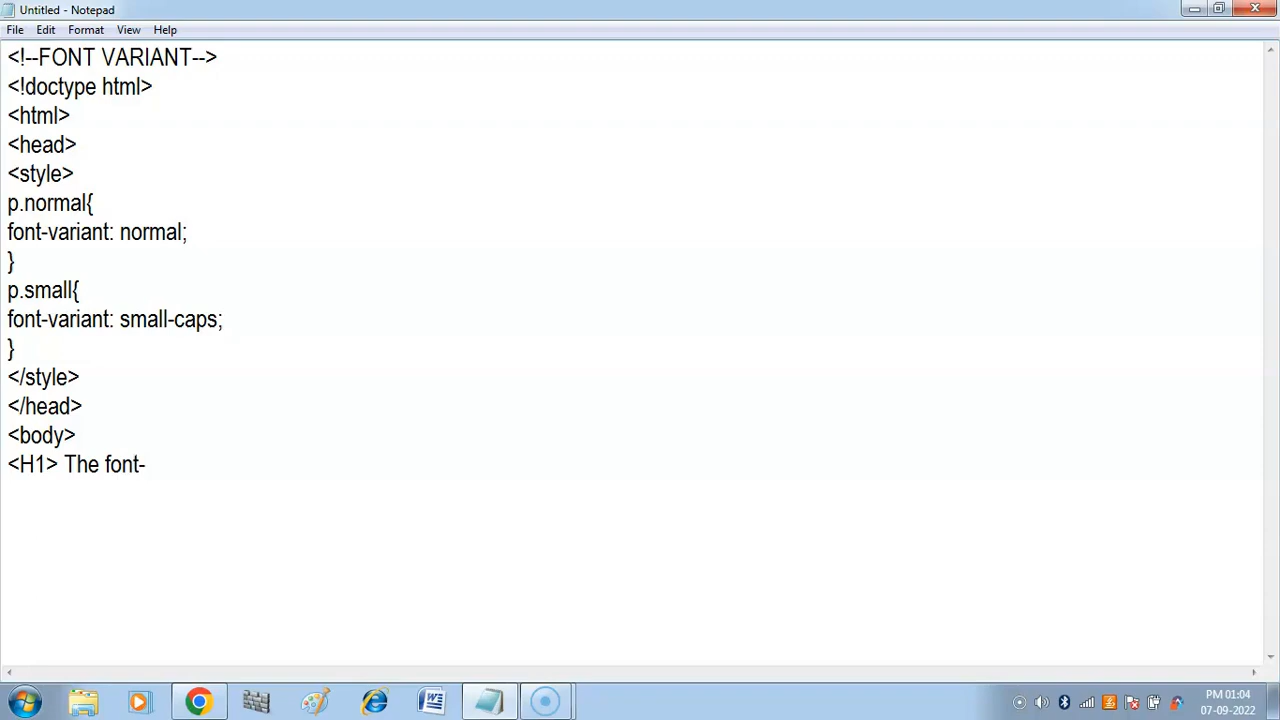 Untitled - Notepad
File Edit Format View Help
<!--FONT VARIANT-->
<!doctype html>
<html>
<head>
<style>
p.normal{
font-variant: normal;
}
p.small{
font-variant: small-caps;
}
</style>
</head>
<body>
<H1> The font-
PM 01:04
07-09-2022